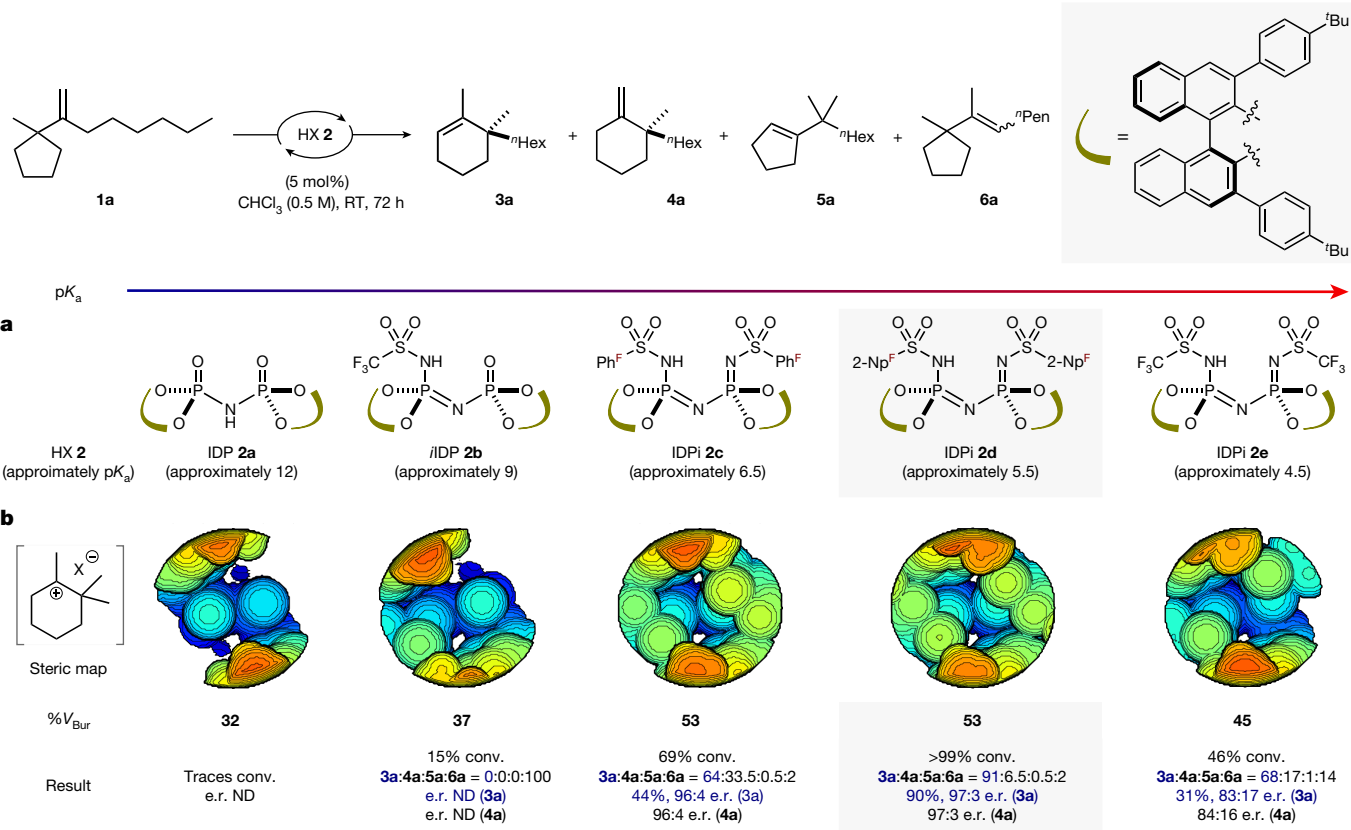 HX 2
(5 mol%)
CHCl3 (0.5 M), RT, 72 h
nHex
+
nHex
+
nHex
+
nPen
=
tBu
tBu
1a
3a
4a
5a
6a
pKa
a
O O
S
F3C
NH
O O
S
PhF
NH
O O
S
PhF
N
O O
S
2-NpF
NH
O O
S
2-NpF
N
O O
S
F3C
NH
O O
S
CF3
N
O O
O P P O
O N O
H
O
O P P O
O N O
O P P O
O N O
O P P O
O N O
O P P O
O N O
HX 2
(approimately pKa)
IDP 2a
(approximately 12)
iIDP 2b
(approximately 9)
IDPi 2c
(approximately 6.5)
IDPi 2d
(approximately 5.5)
IDPi 2e
(approximately 4.5)
b
X⊖
⊕
Steric map
%VBur
32
37
53
53
45
Result
Traces conv.
e.r. ND
15% conv.
3a:4a:5a:6a = 0:0:0:100
e.r. ND (3a)
e.r. ND (4a)
69% conv.
3a:4a:5a:6a = 64:33.5:0.5:2
44%, 96:4 e.r. (3a)
96:4 e.r. (4a)
>99% conv.
3a:4a:5a:6a = 91:6.5:0.5:2
90%, 97:3 e.r. (3a)
97:3 e.r. (4a)
46% conv.
3a:4a:5a:6a = 68:17:1:14
31%, 83:17 e.r. (3a)
84:16 e.r. (4a)